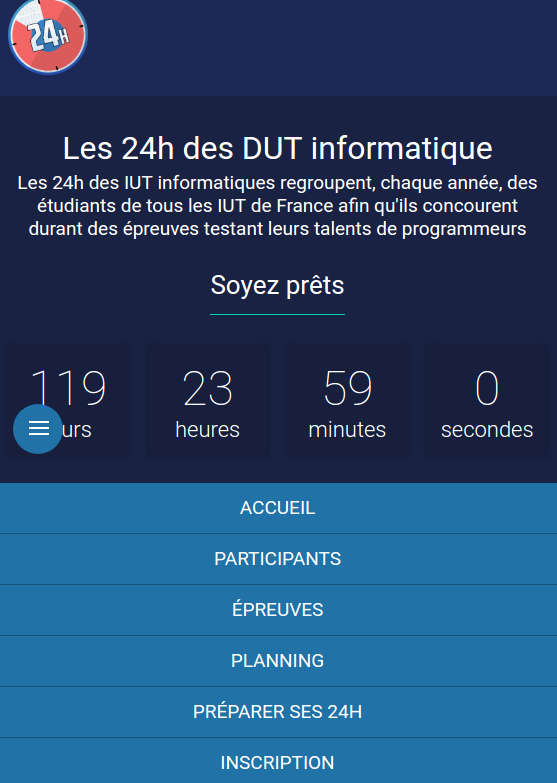 24H
Les 24h des DUT informatique
Les 24h des IUT informatiques regroupent, chaque année, des
étudiants de tous les IUT de France afin qu'ils concourent
durant des épreuves testant leurs talents de programmeurs
Soyez prêts
119 23 59 0
urs heures minutes secondes
ACCUEIL
PARTICIPANTS
ÉPREUVES
PLANNING
PRÉPARER SES 24H
INSCRIPTION